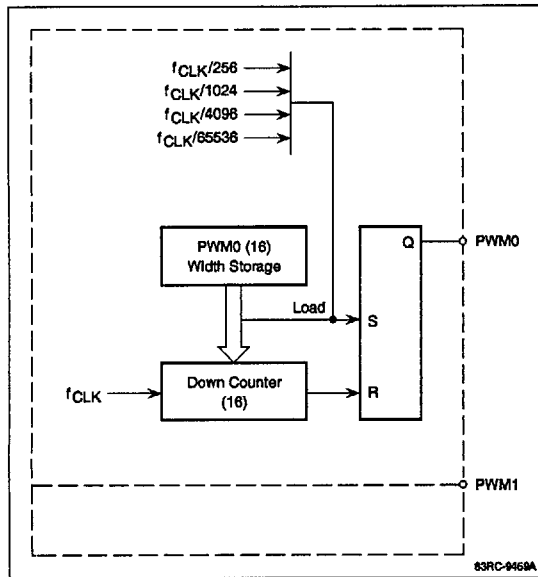 fCLK/256
fCLK/1024
fCLK/4096
fCLK/65536
PWM0 (16)
Width Storage
Q
PWM0
Load
S
Down Counter
(16)
fCLK
R
PWM1
83RC-9469A